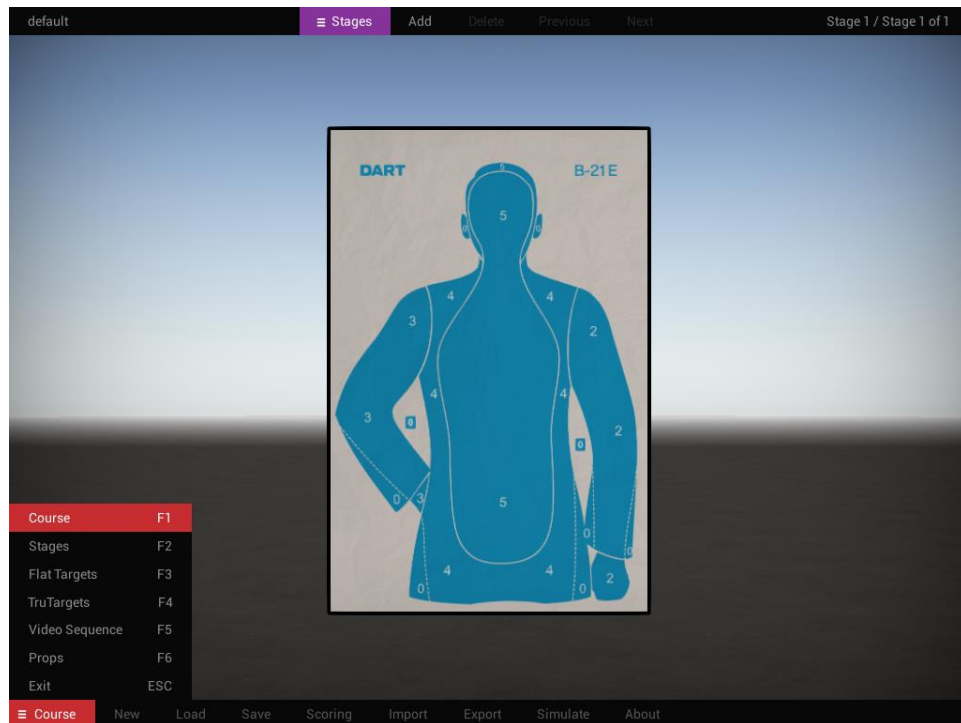 default ≡ Stages Add Delete Previous Next Stage 1 / Stage 1 of 1
DART B-21E
5
5
0 0
4 4
3 2
4 4
3 0 2
0
0 3 5
0
0
4 4 2
0 0
Course F1
Stages F2
Flat Targets F3
TruTargets F4
Video Sequence F5
Props F6
Exit ESC
≡ Course New Load Save Scoring Import Export Simulate About